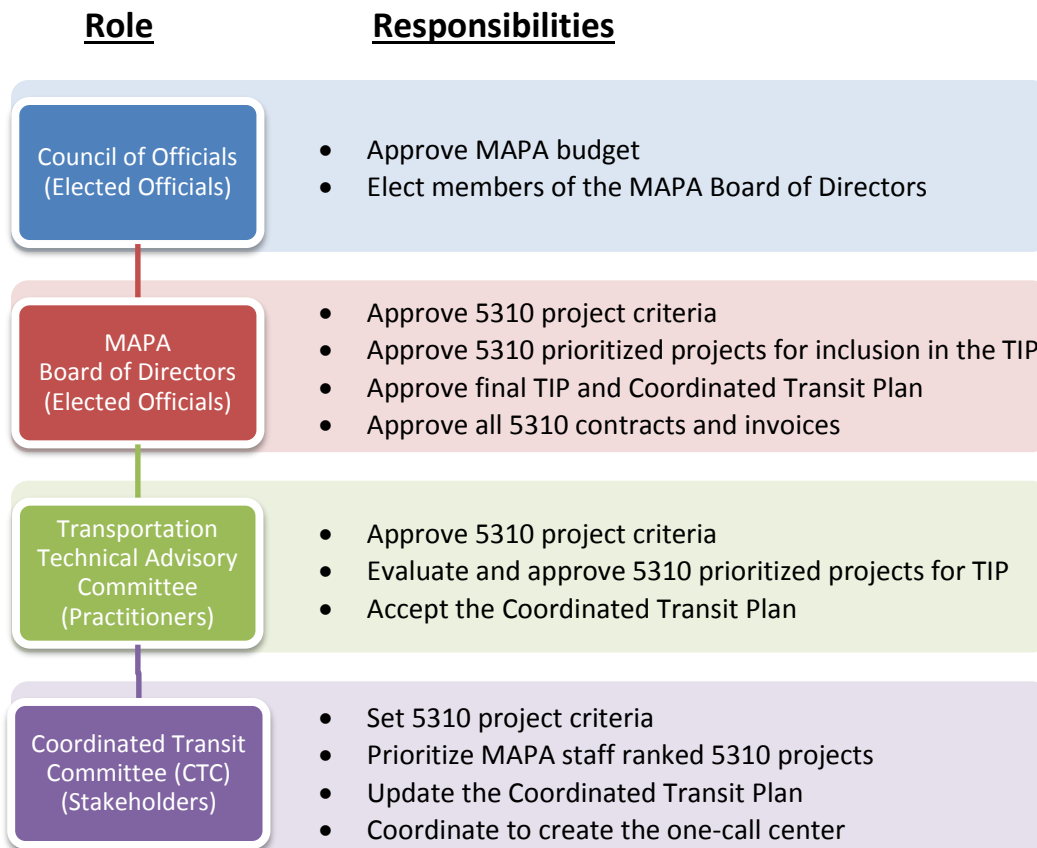 Role Responsibilities
Council of Officials
(Elected Officials)
• Approve MAPA budget
• Elect members of the MAPA Board of Directors
MAPA
Board of Directors
(Elected Officials)
• Approve 5310 project criteria
• Approve 5310 prioritized projects for inclusion in the TIP
• Approve final TIP and Coordinated Transit Plan
• Approve all 5310 contracts and invoices
Transportation
Technical Advisory
Committee
(Practitioners)
• Approve 5310 project criteria
• Evaluate and approve 5310 prioritized projects for TIP
• Accept the Coordinated Transit Plan
Coordinated Transit
Committee (CTC)
(Stakeholders)
• Set 5310 project criteria
• Prioritize MAPA staff ranked 5310 projects
• Update the Coordinated Transit Plan
• Coordinate to create the one-call center